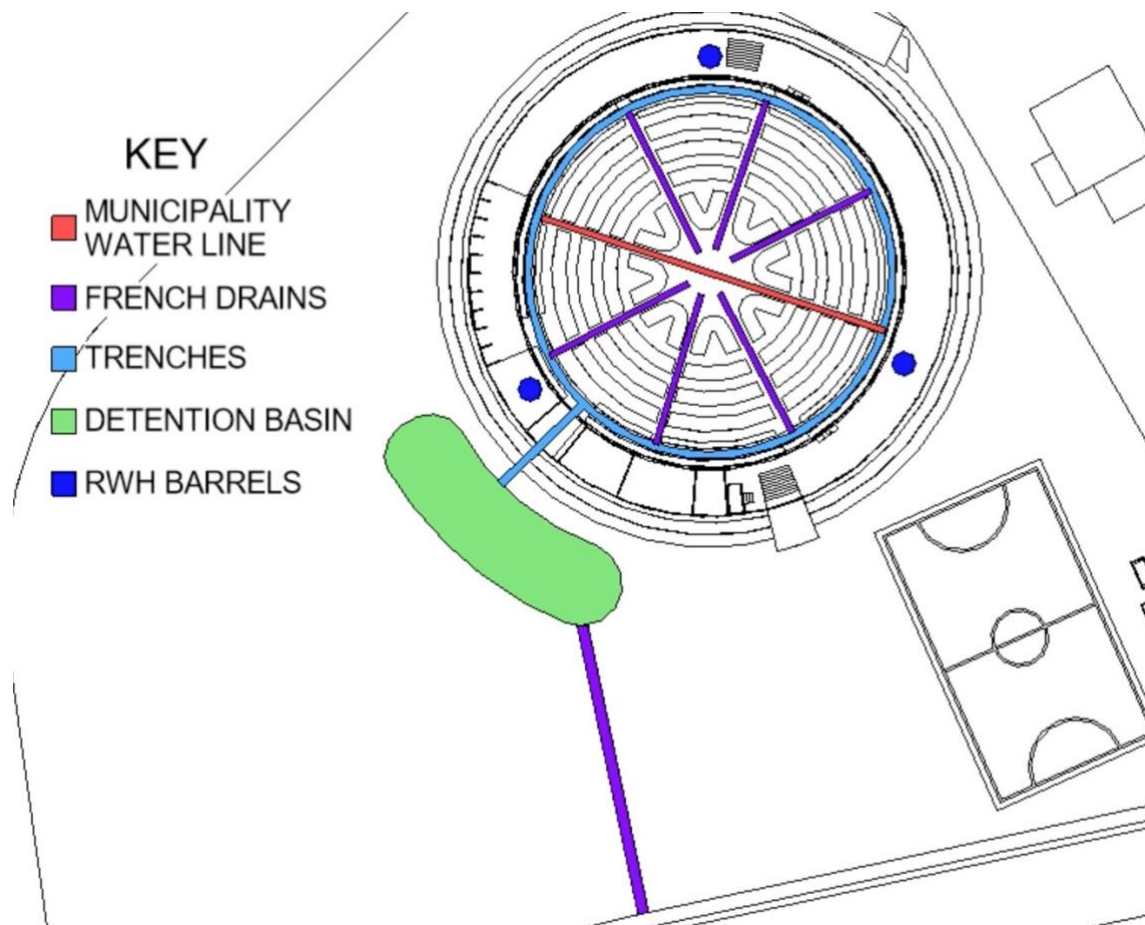 KEY
MUNICIPALITY
WATER LINE
FRENCH DRAINS
TRENCHES
DETENTION BASIN
RWH BARRELS